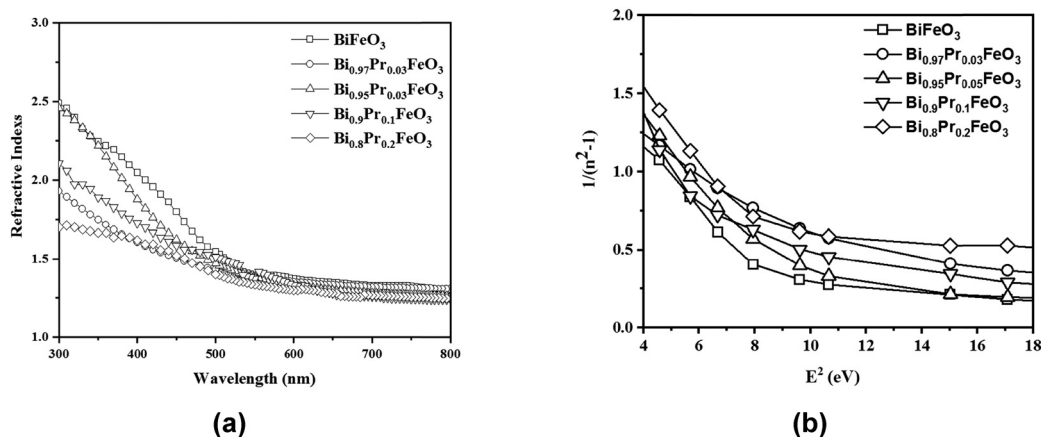 3.0
2.5
2.0
1.5
1.0
300
400
500
600
700
800
Refractive Indexs
Wavelength (nm)
BiFeO3
Bi0.97Pr0.03FeO3
Bi0.95Pr0.03FeO3
Bi0.9Pr0.1FeO3
Bi0.8Pr0.2FeO3
(a)
2.0
1.5
1.0
0.5
0.0
4
6
8
10
12
14
16
18
1/(n²-1)
E² (eV)
BiFeO3
Bi0.97Pr0.03FeO3
Bi0.95Pr0.05FeO3
Bi0.9Pr0.1FeO3
Bi0.8Pr0.2FeO3
(b)